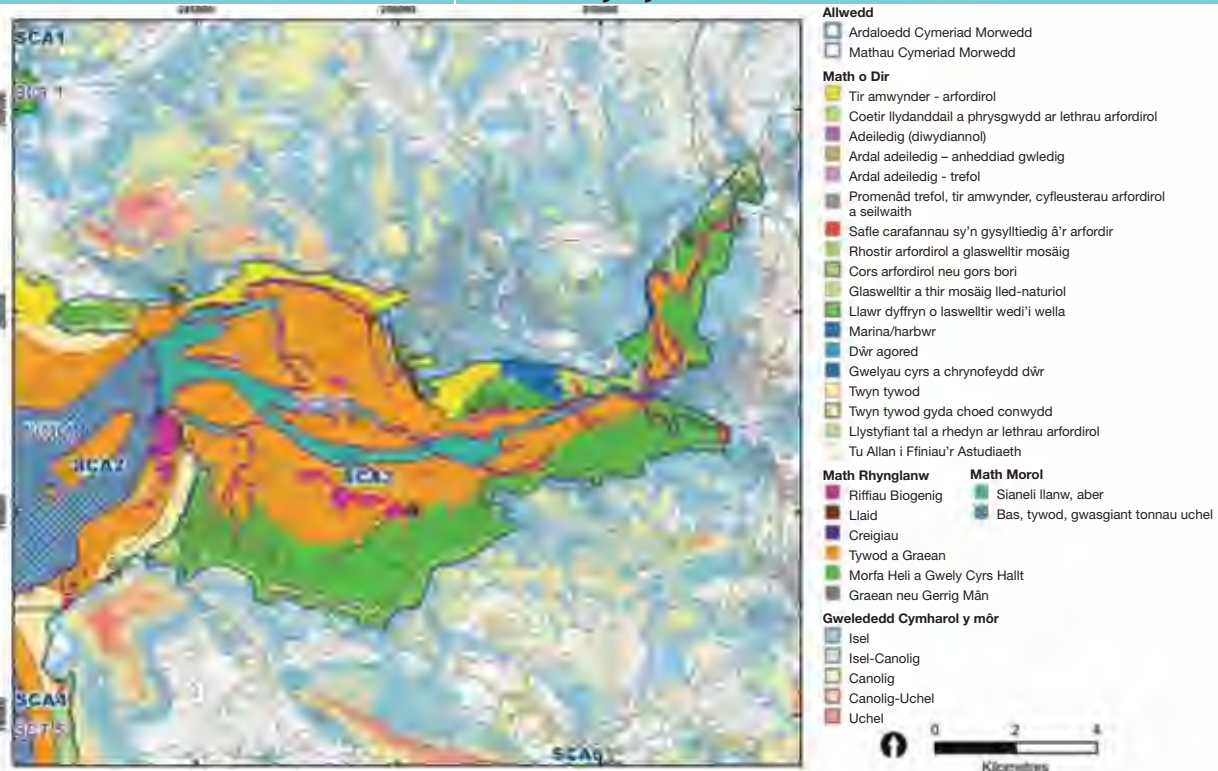 SCA1
SCA2
SCA3
SCA4
SCT 5
Allwedd
Ardaloedd Cymeriad Morwedd
Mathau Cymeriad Morwedd
Math o Dir
Tir amwynder - arfordirol
Coetir llydanddail a phrysgwydd ar lethrau arfordirol
Adeiledig (diwydiannol)
Ardal adeiledig – anheddiad gwledig
Ardal adeiledig - trefol
Promenâd trefol, tir amwynder, cyfleusterau arfordirol
a seilwaith
Safle carafannau sy'n gysylltiedig â'r arfordir
Rhostir arfordirol a glaswelltir mosäig
Cors arfordirol neu gors bori
Glaswelltir a thir mosäig lled-naturiol
Llawr dyffryn o laswelltir wedi'i wella
Marina/harbwr
Dŵr agored
Gwelyau cyrs a chrynofeydd dŵr
Twyn tywod
Twyn tywod gyda choed conwydd
Llystyfiant tal a rhedyn ar lethrau arfordirol
Tu Allan i Ffiniau'r Astudiaeth
Math Rhynglanw
Riffiau Biogenig
Llaid
Creigiau
Tywod a Graean
Morfa Heli a Gwely Cyrs Hallt
Graean neu Gerrig Mân
Math Morol
Sianeli llanw, aber
Bas, tywod, gwasgiant tonnau uchel
Gwelededd Cymharol y môr
Isel
Isel-Canolig
Canolig
Canolig-Uchel
Uchel
0 2 4
Kilometres